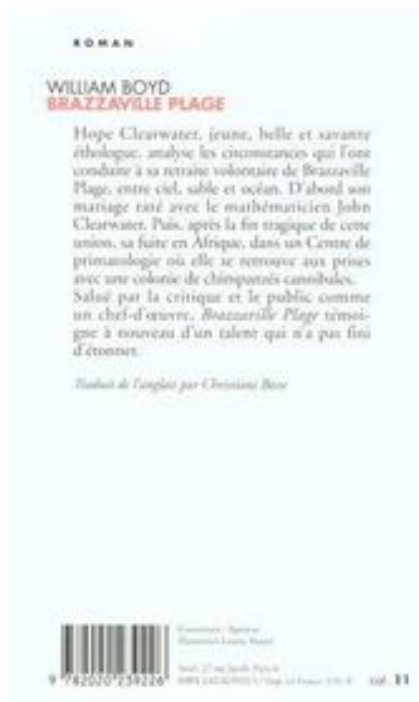 ROMAN
WILLIAM BOYD
BRAZZAVILLE PLAGE
Hope Clearwater, jeune, belle et savante
éthologue, analyse les circonstances qui l'ont
conduite à sa retraite volontaire de Brazzaville
Plage, entre ciel, sable et océan. D'abord son
mariage raté avec le mathématicien John
Clearwater. Puis, après la fin tragique de cette
union, sa fuite en Afrique, dans un Centre de
primatologie où elle se retrouve aux prises
avec une colonie de chimpanzés cannibales.
Salué par la critique et le public comme
un chef-d'œuvre, Brazzaville Plage témoi-
gne à nouveau d'un talent qui n'a pas fini
d'étonner.
Traduit de l'anglais par Christiane Besse
9 782020 239226